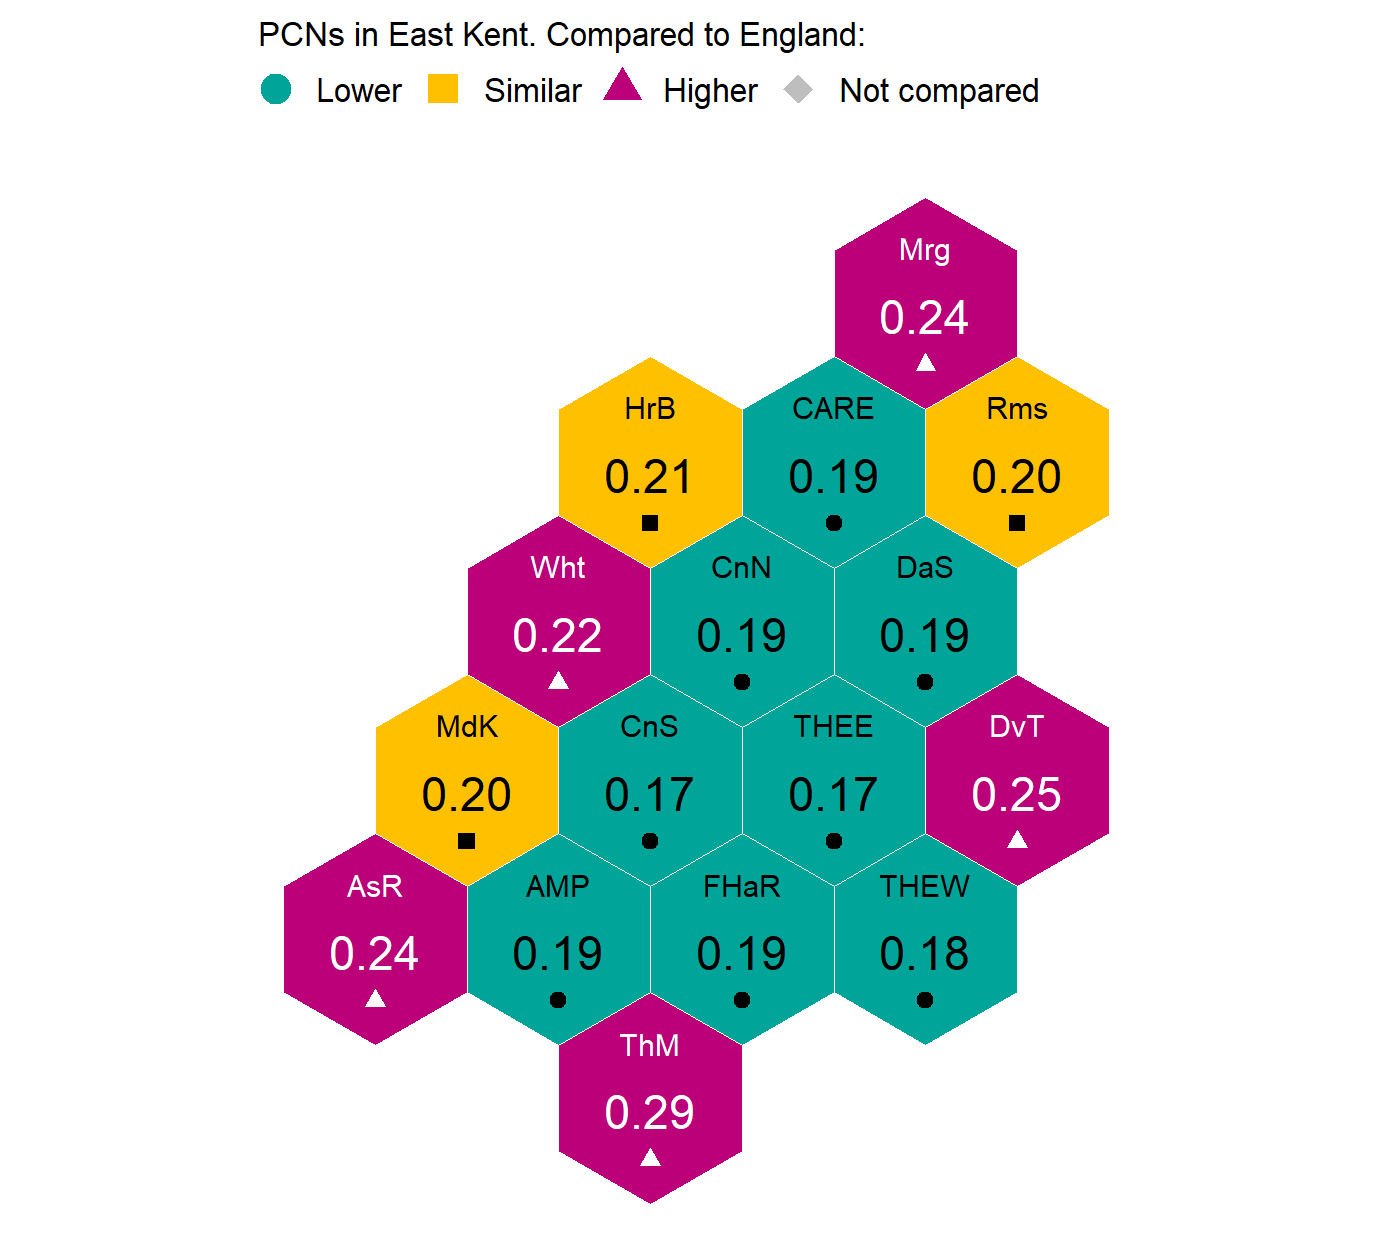 PCNs in East Kent. Compared to England:
Lower Similar Higher Not compared
Mrg
0.24
HrB CARE Rms
0.21 0.19 0.20
Wht CnN DaS
0.22 0.19 0.19
MdK CnS THEE DvT
0.20 0.17 0.17 0.25
AsR AMP FHaR THEW
0.24 0.19 0.19 0.18
ThM
0.29